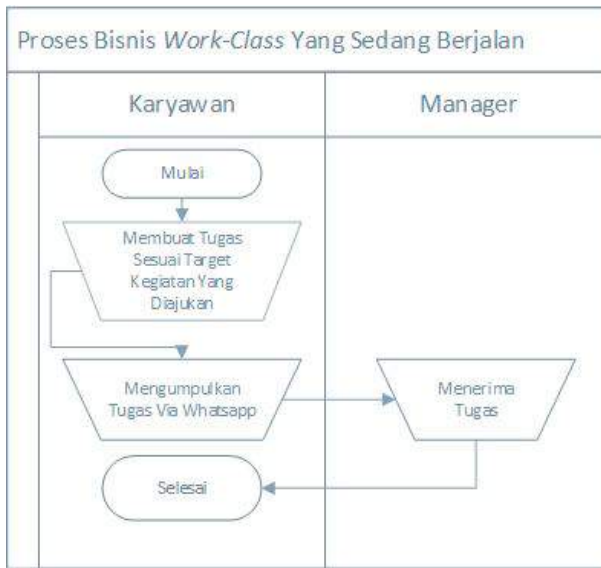 Proses Bisnis Work-Class Yang Sedang Berjalan
Karyawan
Manager
Mulai
Membuat Tugas
Sesuai Target
Kegiatan Yang
Diajukan
Mengumpulkan
Tugas Via Whatsapp
Menerima
Tugas
Selesai